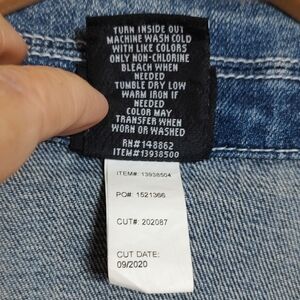 TURN INSIDE OUT
MACHINE WASH COLD
WITH LIKE COLORS
ONLY NON-CHLORINE
BLEACH WHEN
NEEDED
TUMBLE DRY LOW
WARM IRON IF
NEEDED
COLOR MAY
TRANSFER WHEN
WORN OR WASHED
RN#148862
ITEM#13938500
ITEM#: 13938504
PO#: 1521366
CUT#: 202087
CUT DATE:
09/2020